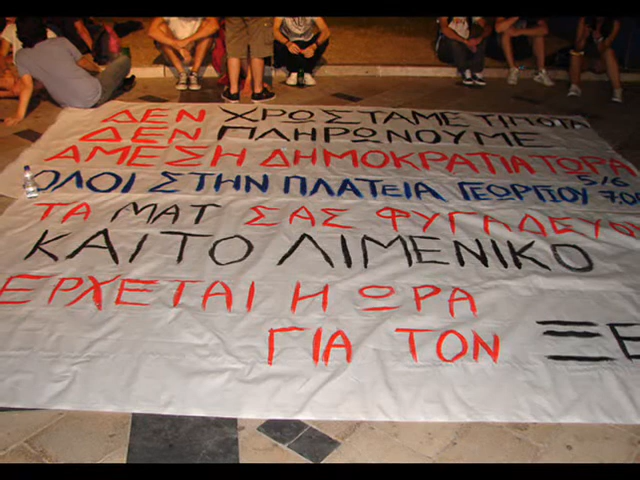 ΔΕΝ ΧΡΩΣΤΑΜΕ ΤΙΠΟΤΑ
ΔΕΝ ΠΛΗΡΩΝΟΥΜΕ
ΑΜΕΣΗ ΔΗΜΟΚΡΑΤΙΑ ΤΩΡΑ
ΟΛΟΙ ΣΤΗΝ ΠΛΑΤεΙΑ ΓΕΩΡΓΙΟΥ 5/6
ΤΑ ΜΑΤ ΣΑΣ
ΚΑΙ ΤΟ ΛΙΜΕΝΙΚΟ
ΕΡΧΕΤΑΙ Η ΩΡΑ
ΓΙΑ ΤΟΝ